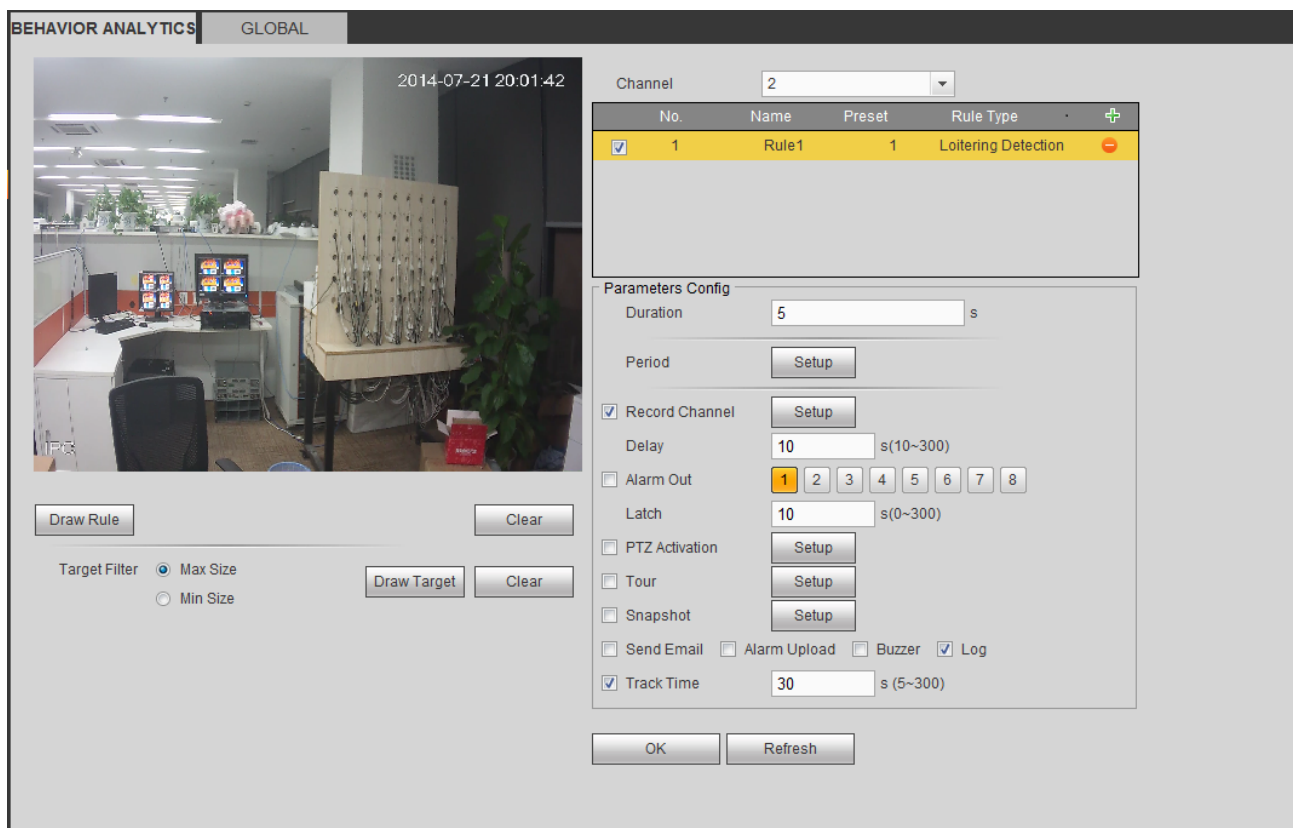 BEHAVIOR ANALYTICS GLOBAL
2014-07-21 20:01:42
IPC
Draw Rule Clear
Target Filter Max Size
Min Size
Draw Target Clear
Channel 2
No. Name Preset Rule Type
1 Rule1 1 Loitering Detection
Parameters Config
Duration 5 s
Period Setup
Record Channel Setup
Delay 10 s(10~300)
Alarm Out 1 2 3 4 5 6 7 8
Latch 10 s(0~300)
PTZ Activation Setup
Tour Setup
Snapshot Setup
Send Email Alarm Upload Buzzer Log
Track Time 30 s (5~300)
OK Refresh